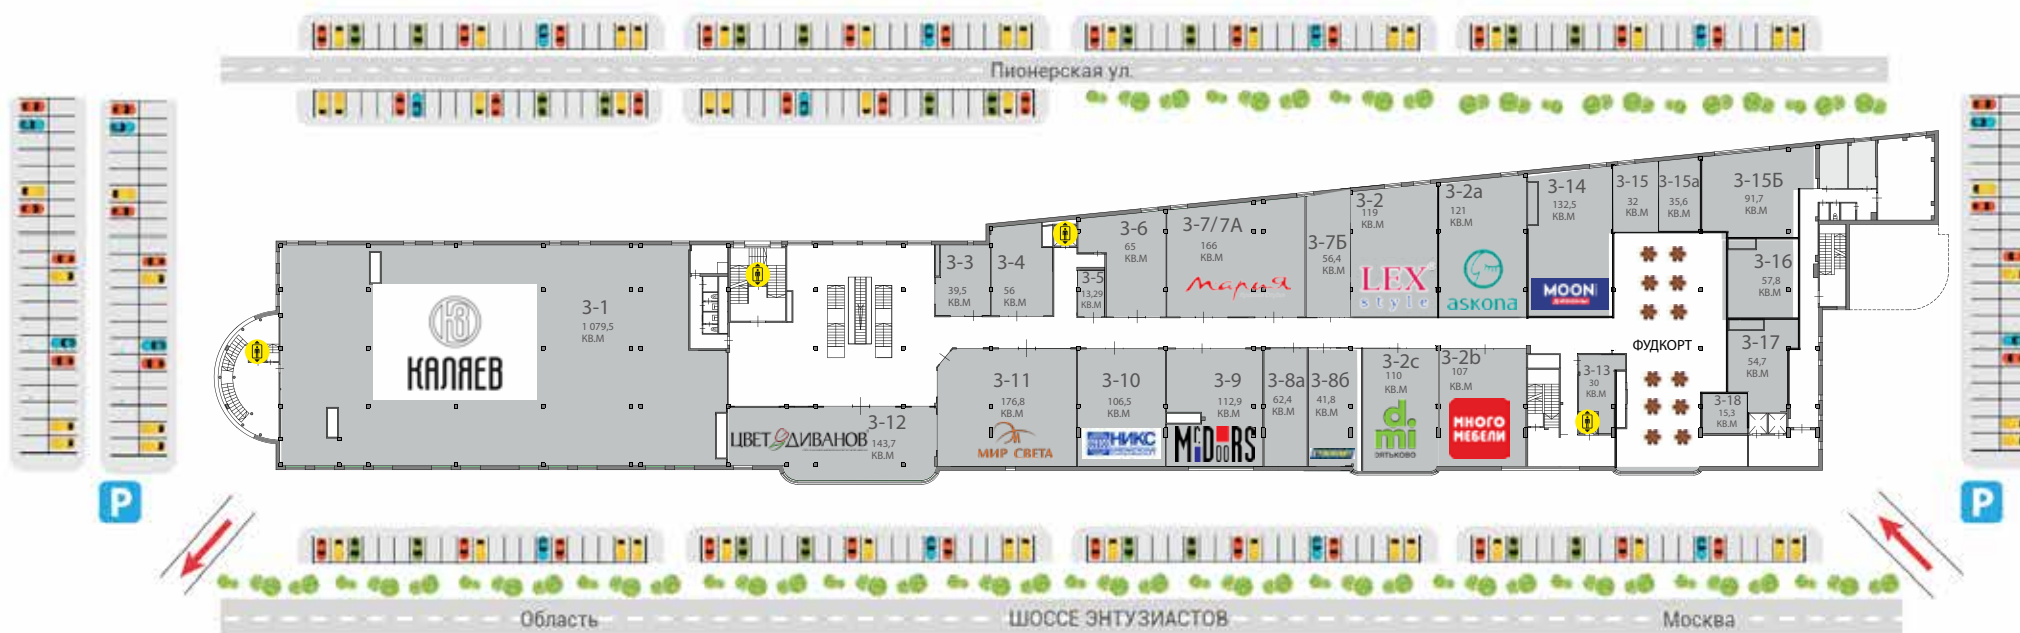 Пионерская ул.
3-1
1 079,5
КВ.М
КАЛЯЕВ
3-3
39,5
КВ.М
3-4
56
КВ.М
3-5
13,29
КВ.М
3-6
65
КВ.М
3-7/7А
166
КВ.М
Мария
3-7Б
56,4
КВ.М
3-2
119
КВ.М
LEX
style
3-2а
121
КВ.М
askona
3-14
132,5
КВ.М
MOON
3-15
32
КВ.М
3-15а
35,6
КВ.М
3-15Б
91,7
КВ.М
3-16
57,8
КВ.М
3-17
54,7
КВ.М
3-18
15,3
КВ.М
ФУДКОРТ
3-13
30
КВ.М
3-12
143,7
КВ.М
ЦВЕТ ДИВАНОВ
3-11
176,8
КВ.М
МИР СВЕТА
3-10
106,5
КВ.М
НИКС
3-9
112,9
КВ.М
MR.DOORS
3-8а
62,4
КВ.М
3-8б
41,8
КВ.М
3-2c
110
КВ.М
d.mi
ЗЯТЬКОВО
3-2b
107
КВ.М
МНОГО
МЕБЕЛИ
P
P
Область
ШОССЕ ЭНТУЗИАСТОВ
Москва